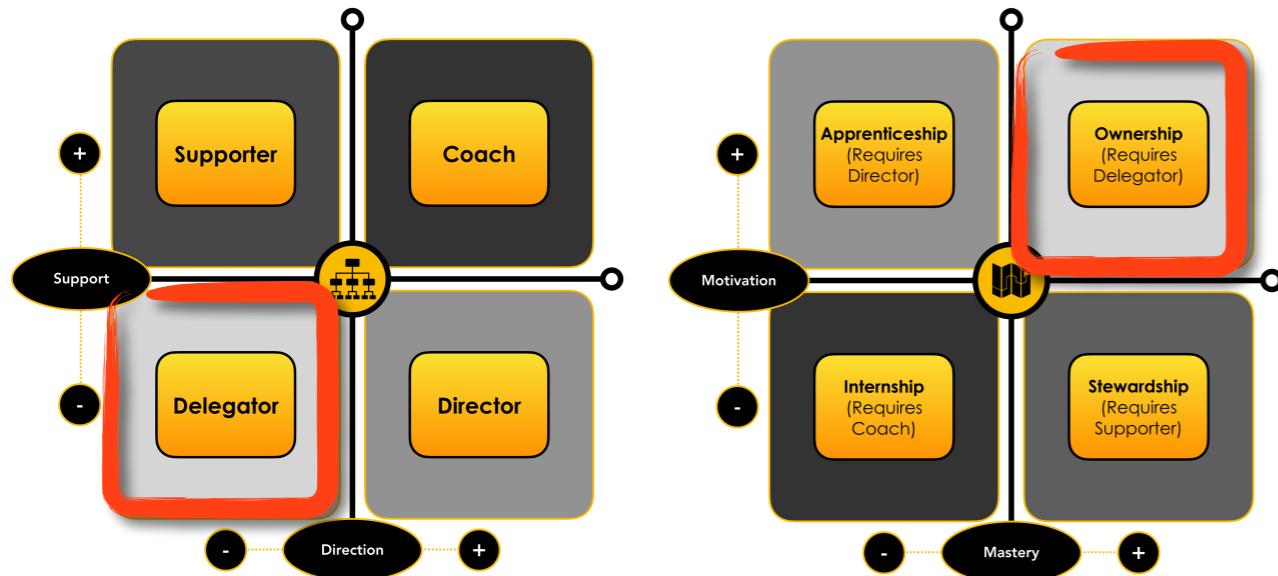 Supporter
Coach
+
Support
-
Delegator
Director
-
Direction
+
Apprenticeship
(Requires
Director)
Ownership
(Requires
Delegator)
+
Motivation
-
Internship
(Requires
Coach)
Stewardship
(Requires
Supporter)
-
Mastery
+